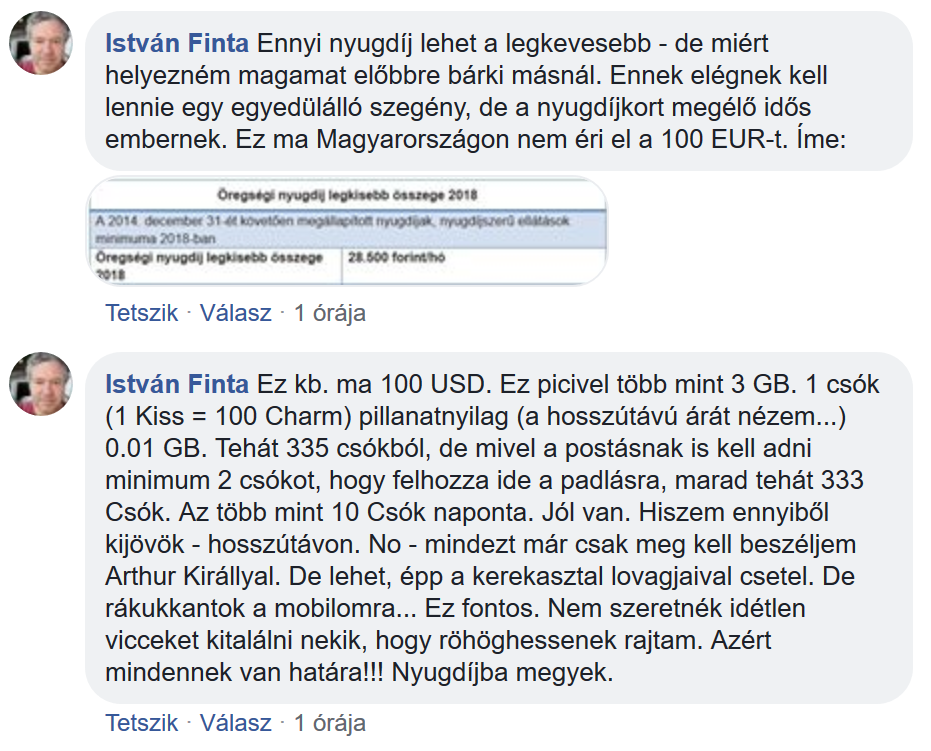 István Finta Ennyi nyugdíj lehet a legkevesebb - de miért
helyezném magamat előbbre bárki másnál. Ennek elégnek kell
lennie egy egyedülálló szegény, de a nyugdíjkort megélő idős
embernek. Ez ma Magyarországon nem éri el a 100 EUR-t. Íme:
Öregségi nyugdíj legkisebb összege 2018
A 2014. december 31-ét követően megállapított nyugdíjak, nyugdíjszerű ellátások
minimuma 2018-ban
Öregségi nyugdíj legkisebb összege 28.500 forint/hó
2018
Tetszik · Válasz · 1 órája
István Finta Ez kb. ma 100 USD. Ez picivel több mint 3 GB. 1 csók
(1 Kiss = 100 Charm) pillanatnyilag (a hosszútávú árát nézem...)
0.01 GB. Tehát 335 csókból, de mivel a postásnak is kell adni
minimum 2 csókot, hogy felhozza ide a padlásra, marad tehát 333
Csók. Az több mint 10 Csók naponta. Jól van. Hiszem ennyiből
kijövök - hosszútávon. No - mindezt már csak meg kell beszéljem
Arthur Királlyal. De lehet, épp a kerekasztal lovagjaival csetel. De
rákukkantok a mobilomra... Ez fontos. Nem szeretnék idétlen
vicceket kitalálni nekik, hogy röhöghessenek rajtam. Azért
mindennek van határa!!! Nyugdíjba megyek.
Tetszik · Válasz · 1 órája